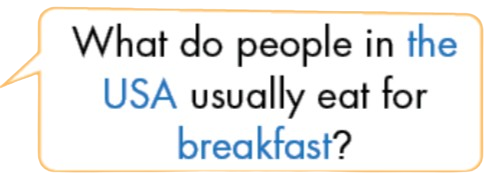 What do people in the
USA usually eat for
breakfast?